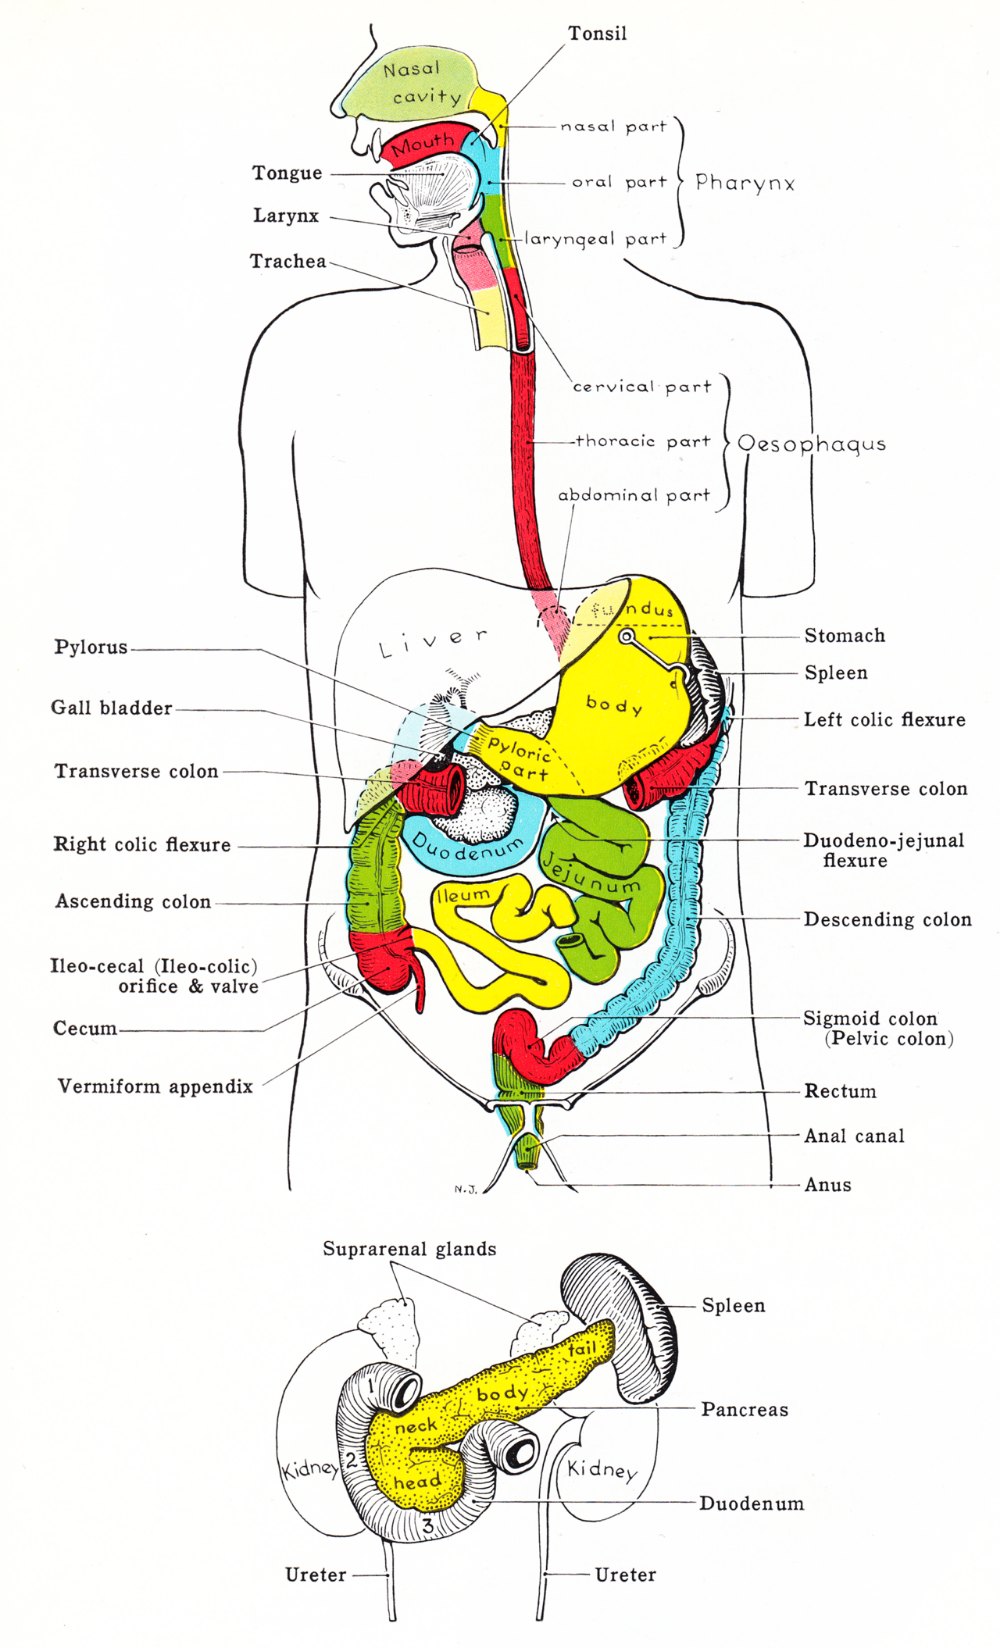 Tonsil
Nasal
cavity
nasal part
Mouth
Tongue
oral part
Pharynx
Larynx
laryngeal part
Trachea
cervical part
thoracic part
Oesophagus
abdominal part
fundus
Liver
Stomach
Pylorus
Spleen
body
Gall bladder
Left colic flexure
pyloric
part
Transverse colon
Transverse colon
Right colic flexure
Duodenum
Duodeno-jejunal
flexure
Jejunum
Ileum
Ascending colon
Descending colon
Ileo-cecal (Ileo-colic)
orifice & valve
Cecum
Sigmoid colon
(Pelvic colon)
Vermiform appendix
Rectum
Anal canal
Anus
N.J.
Suprarenal glands
Spleen
tail
1
body
Pancreas
neck
2
Kidney
head
Kidney
Duodenum
3
Ureter
Ureter